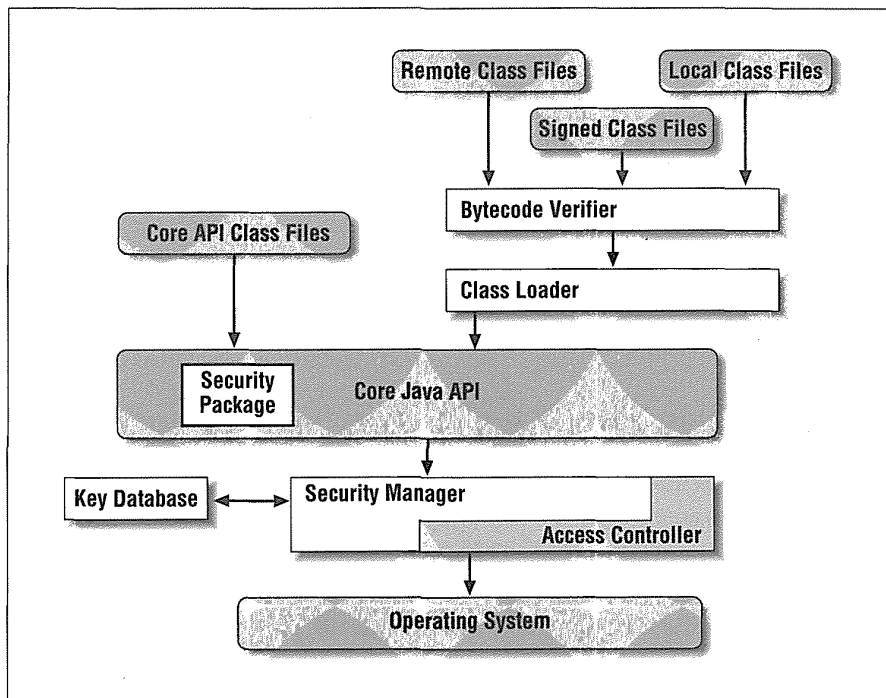 Remote Class Files
Local Class Files
Signed Class Files
Bytecode Verifier
Core API Class Files
Class Loader
Security
Package
Core Java API
Key Database
Security Manager
Access Controller
Operating System